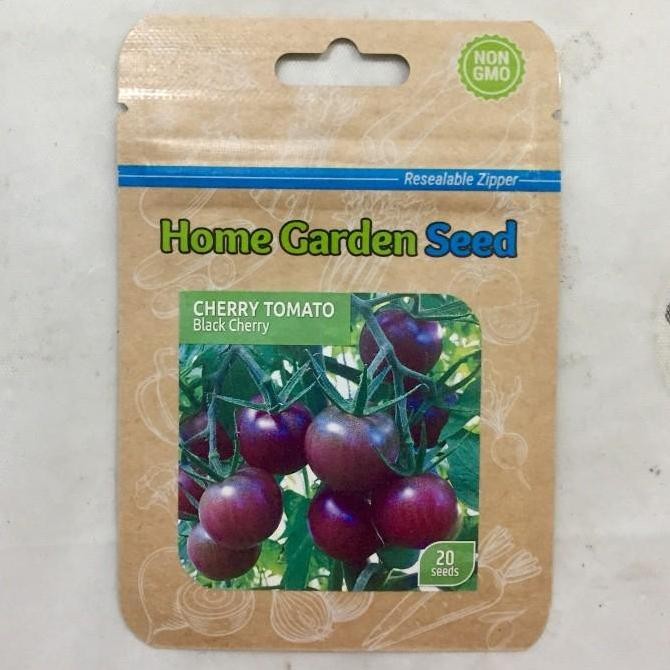 NON
GMO
Resealable Zipper
Home Garden Seed
CHERRY TOMATO
Black Cherry
20
seeds